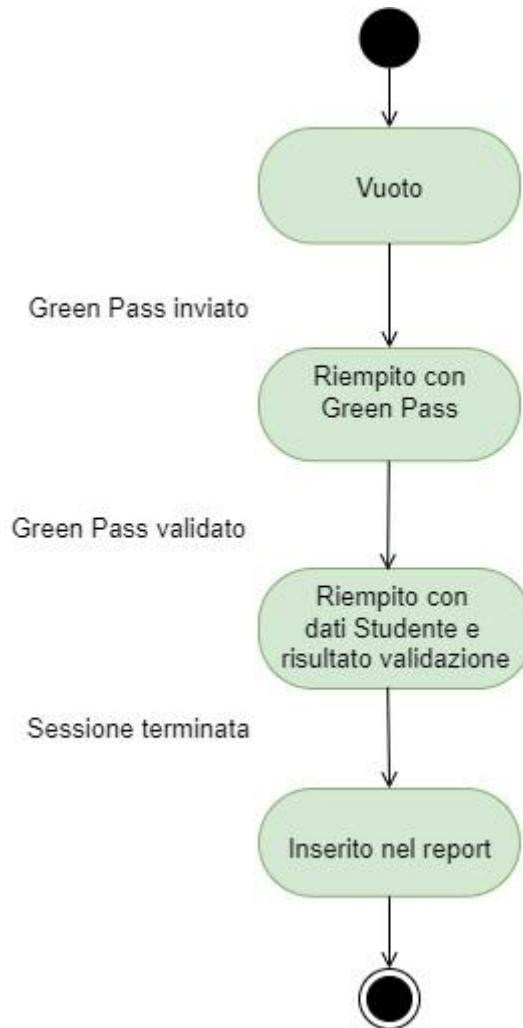 Vuoto
Green Pass inviato
Riempito con
Green Pass
Green Pass validato
Riempito con
dati Studente e
risultato validazione
Sessione terminata
Inserito nel report